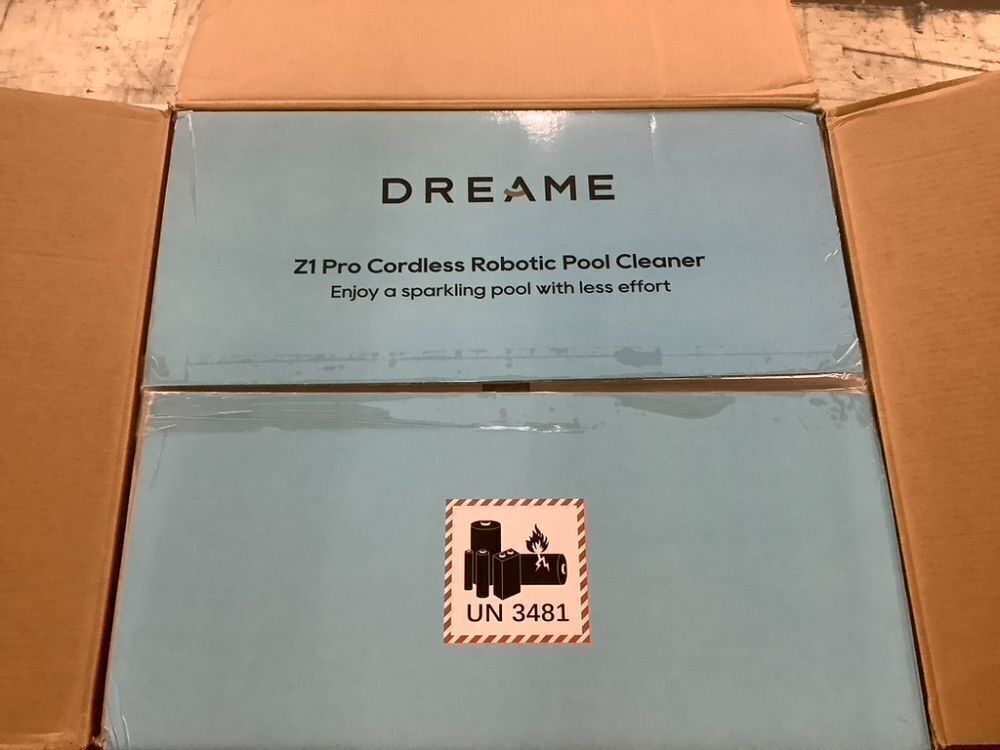 DREAME
Z1 Pro Cordless Robotic Pool Cleaner
Enjoy a sparkling pool with less effort
UN 3481